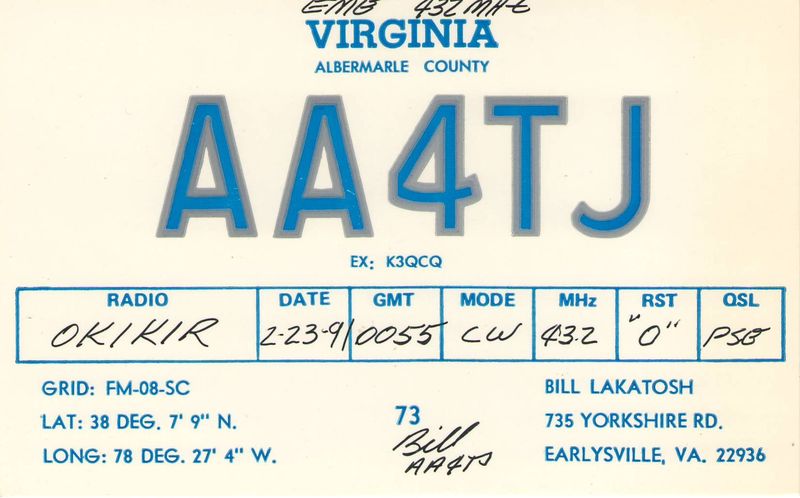 EME 432 MHz
VIRGINIA
ALBERMARLE COUNTY
AA4TJ
EX: K3QCQ
RADIO DATE GMT MODE MHz RST QSL
OK1KIR 2-23-91 0055 CW 432 "O" PSE
GRID: FM-08-SC
LAT: 38 DEG. 7' 9" N.
LONG: 78 DEG. 27' 4" W.
73
Bill
AA4TJ
BILL LAKATOSH
735 YORKSHIRE RD.
EARLYSVILLE, VA. 22936